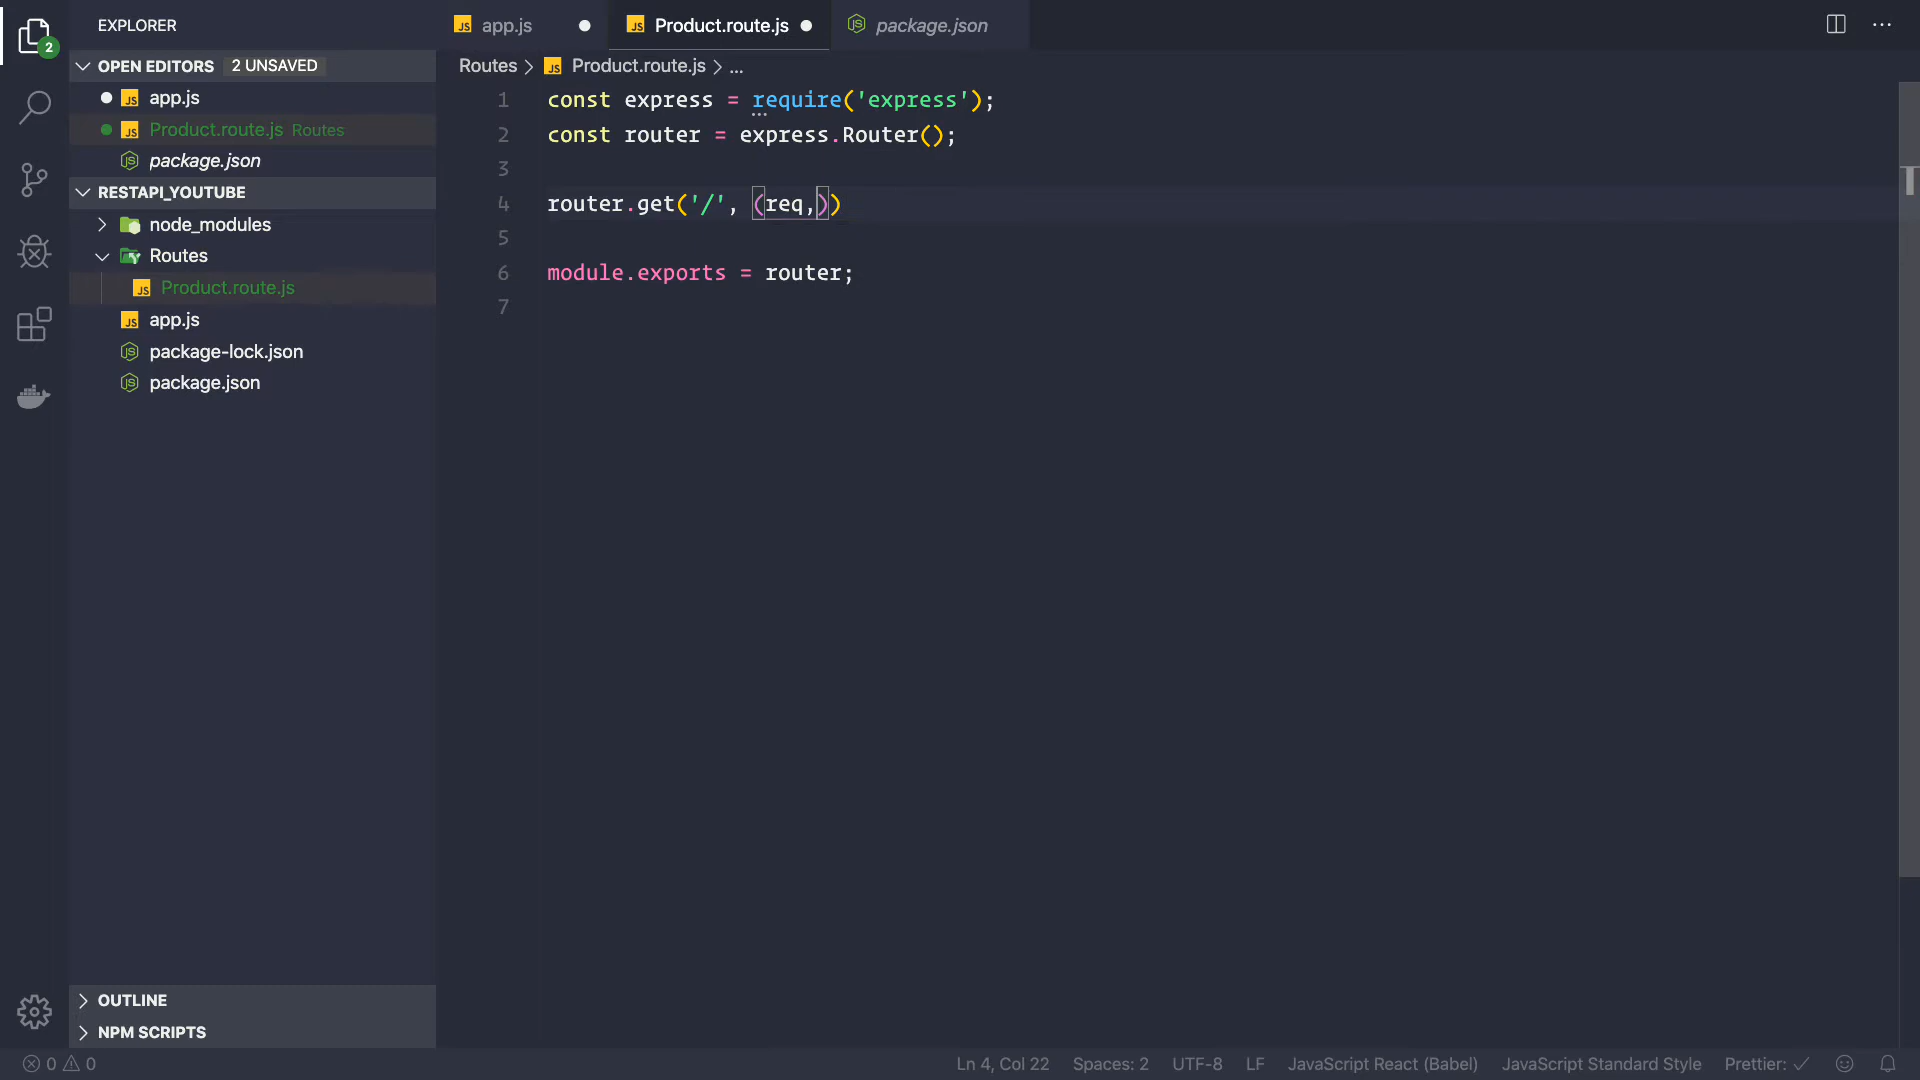 EXPLORER
app.js
Product.route.js
package.json
2
OPEN EDITORS 2 UNSAVED
app.js
Product.route.js Routes
package.json
RESTAPI_YOUTUBE
node_modules
Routes
Product.route.js
app.js
package-lock.json
package.json
OUTLINE
NPM SCRIPTS
Routes > Product.route.js > ...
1 const express = require('express');
2 const router = express.Router();
3
4 router.get('/', (req,))
5
6 module.exports = router;
7
0 0
Ln 4, Col 22
Spaces: 2
UTF-8
LF
JavaScript React (Babel)
JavaScript Standard Style
Prettier: ✓